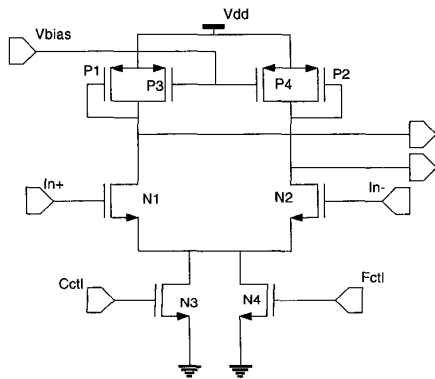 Vdd
Vbias
P1
P3
P4
P2
In+
N1
N2
In-
Cctl
N3
N4
Fctl